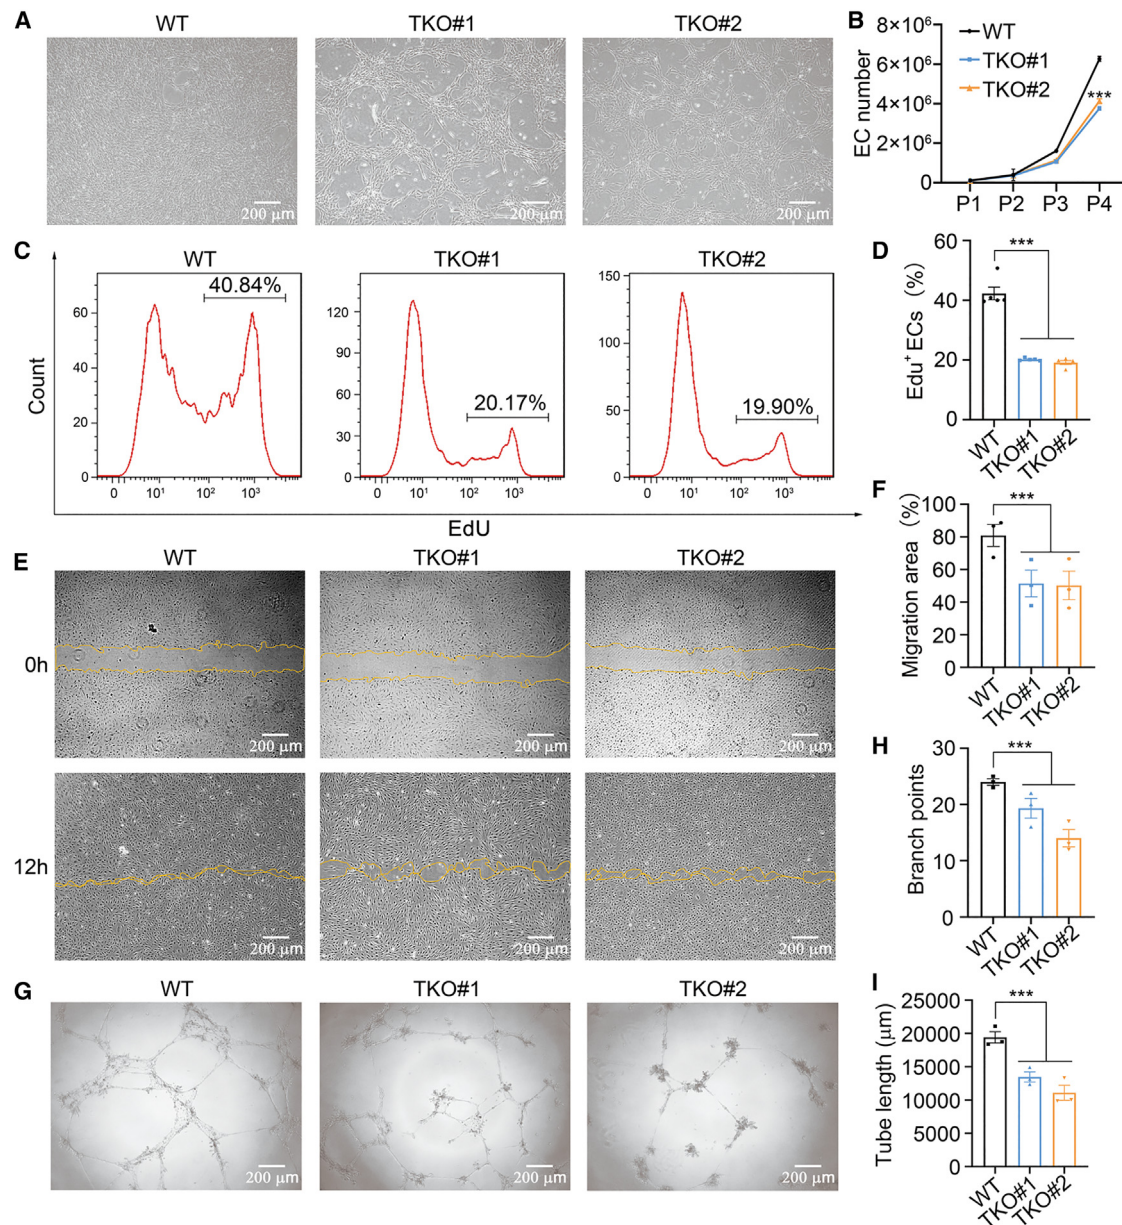 A
WT
TKO#1
TKO#2
200 μm
200 μm
200 μm
B
EC number
8×10⁶
6×10⁶
4×10⁶
2×10⁶
0
WT
TKO#1
TKO#2
***
P1 P2 P3 P4
C
Count
WT
40.84%
60
40
20
0
0 10¹ 10² 10³
TKO#1
20.17%
120
90
60
30
0
0 10¹ 10² 10³
TKO#2
19.90%
150
100
50
0
0 10¹ 10² 10³
EdU
D
Edu⁺ ECs (%)
60
40
20
0
***
WT
TKO#1
TKO#2
E
WT
TKO#1
TKO#2
0h
200 μm
200 μm
200 μm
12h
200 μm
200 μm
200 μm
F
Migration area (%)
100
80
60
40
20
0
***
WT
TKO#1
TKO#2
G
WT
TKO#1
TKO#2
200 μm
200 μm
200 μm
H
Branch points
30
20
10
0
***
WT
TKO#1
TKO#2
I
Tube length (μm)
25000
20000
15000
10000
5000
0
***
WT
TKO#1
TKO#2